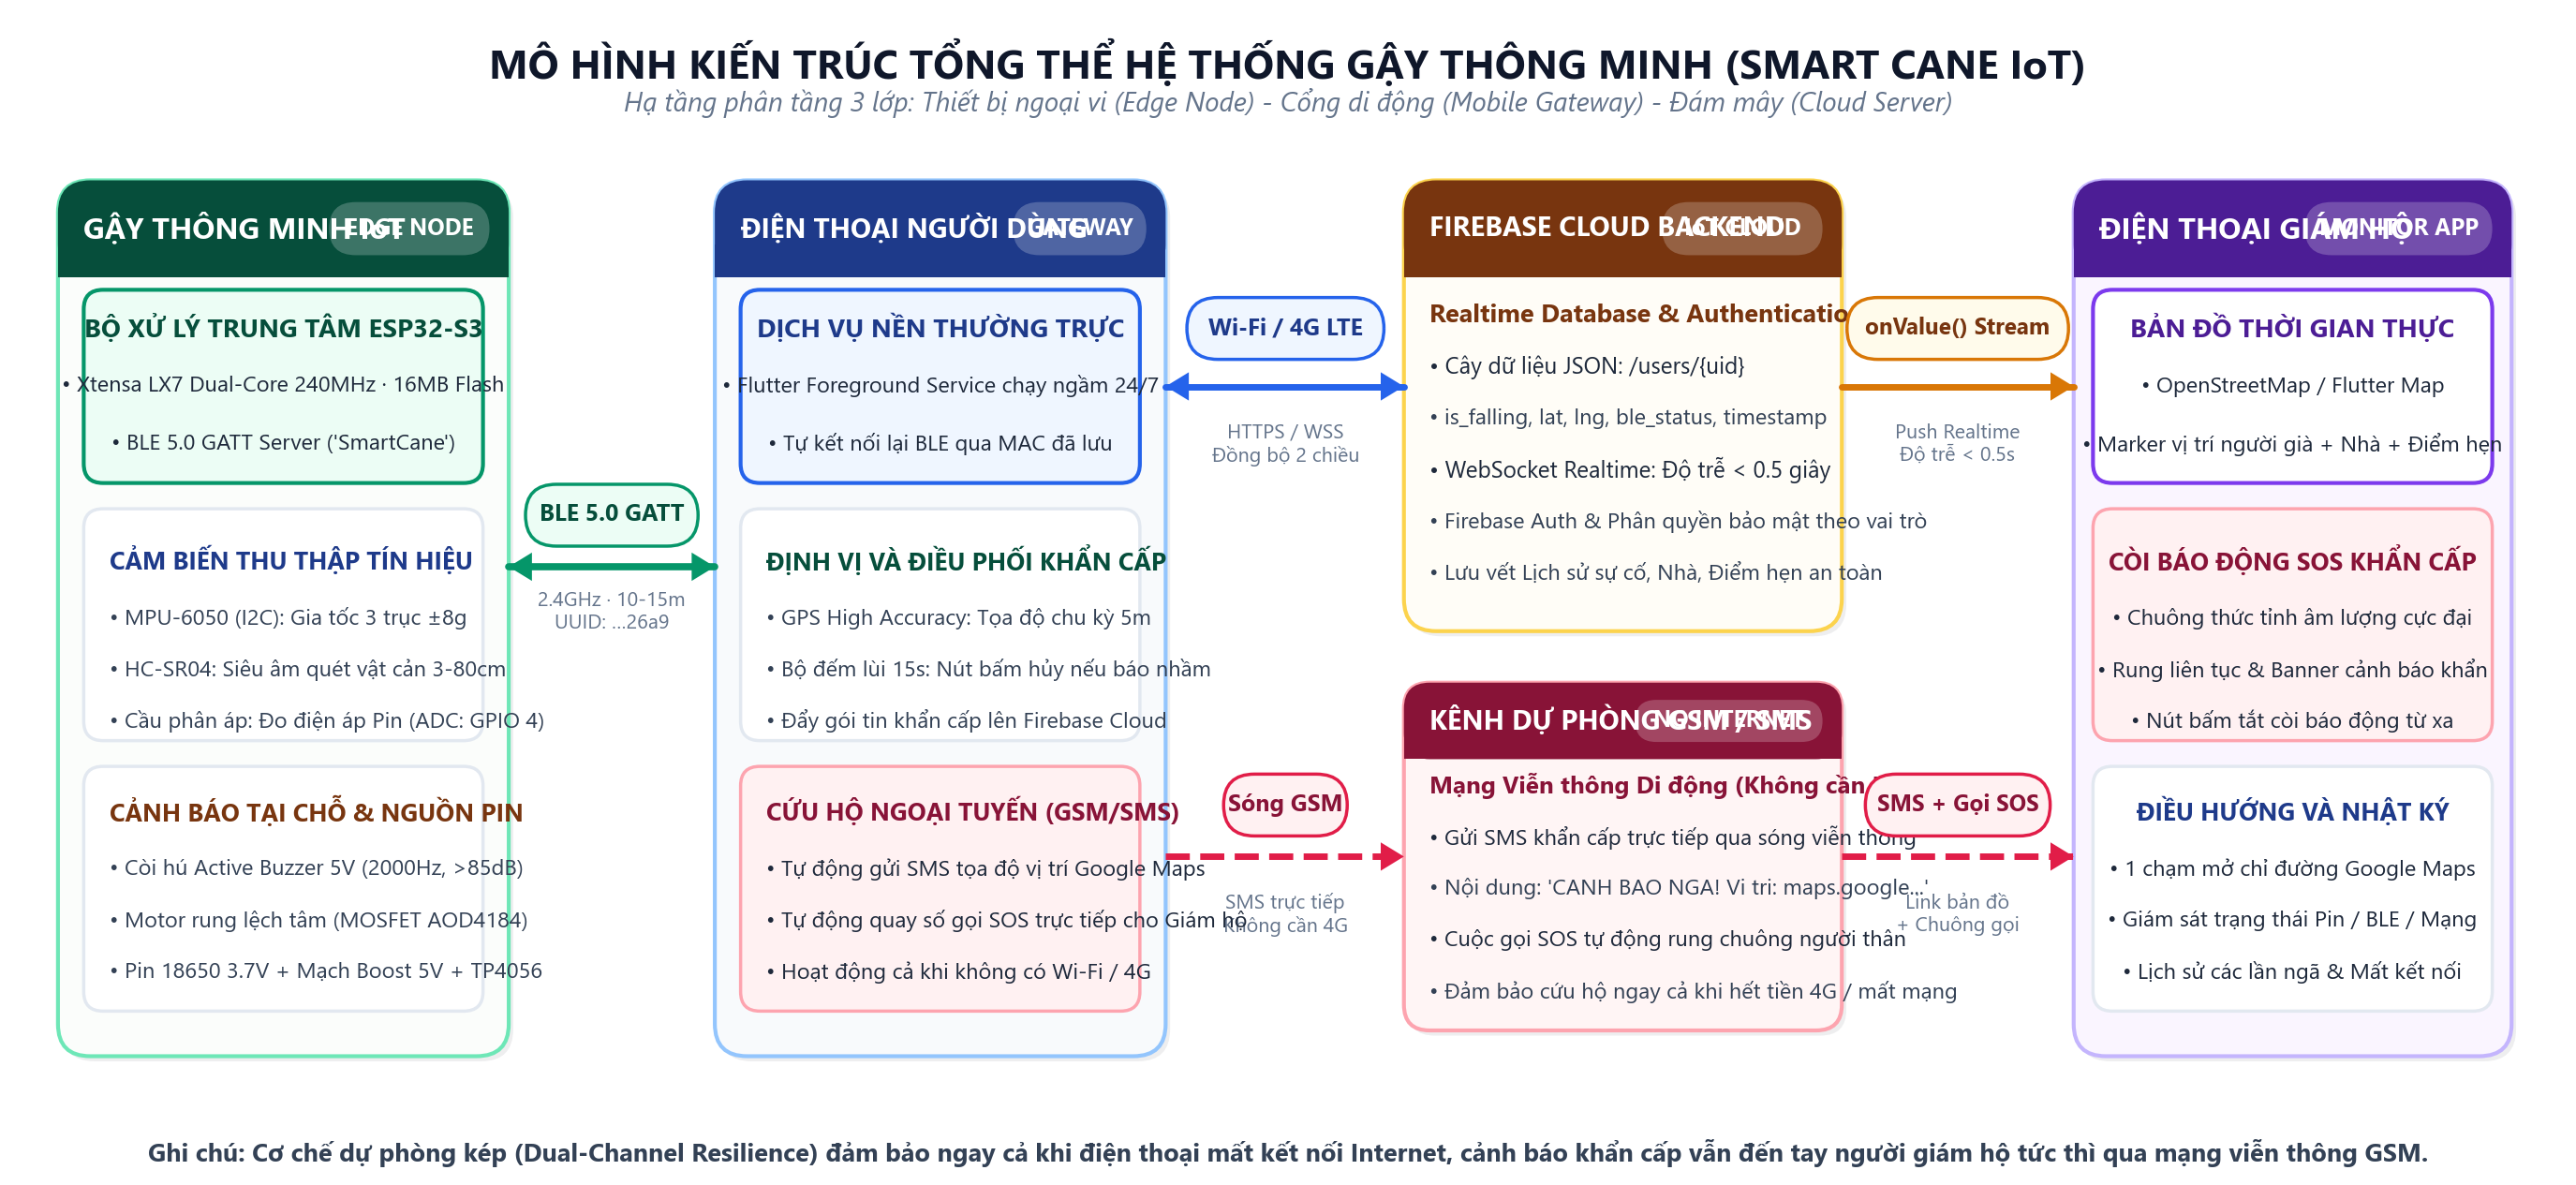 MÔ HÌNH KIẾN TRÚC TỔNG THỂ HỆ THỐNG GẬY THÔNG MINH (SMART CANE IoT)
Hạ tầng phân tầng 3 lớp: Thiết bị ngoại vi (Edge Node) - Cổng di động (Mobile Gateway) - Đám mây (Cloud Server)
GẬY THÔNG MINH IoT
EDGE NODE
BỘ XỬ LÝ TRUNG TÂM ESP32-S3
• Xtensa LX7 Dual-Core 240MHz · 16MB Flash
• BLE 5.0 GATT Server ('SmartCane')
CẢM BIẾN THU THẬP TÍN HIỆU
• MPU-6050 (I2C): Gia tốc 3 trục ±8g
• HC-SR04: Siêu âm quét vật cản 3-80cm
• Cầu phân áp: Đo điện áp Pin (ADC: GPIO 4)
CẢNH BÁO TẠI CHỖ & NGUỒN PIN
• Còi hú Active Buzzer 5V (2000Hz, >85dB)
• Motor rung lệch tâm (MOSFET AOD4184)
• Pin 18650 3.7V + Mạch Boost 5V + TP4056
BLE 5.0 GATT
2.4GHz · 10-15m
UUID: ...26a9
ĐIỆN THOẠI NGƯỜI DÙNG
GATEWAY
DỊCH VỤ NỀN THƯỜNG TRỰC
• Flutter Foreground Service chạy ngầm 24/7
• Tự kết nối lại BLE qua MAC đã lưu
ĐỊNH VỊ VÀ ĐIỀU PHỐI KHẨN CẤP
• GPS High Accuracy: Tọa độ chu kỳ 5m
• Bộ đếm lùi 15s: Nút bấm hủy nếu báo nhầm
• Đẩy gói tin khẩn cấp lên Firebase Cloud
CỨU HỘ NGOẠI TUYẾN (GSM/SMS)
• Tự động gửi SMS tọa độ vị trí Google Maps
• Tự động quay số gọi SOS trực tiếp cho Giám hộ
• Hoạt động cả khi không có Wi-Fi / 4G
Wi-Fi / 4G LTE
HTTPS / WSS
Đồng bộ 2 chiều
Sóng GSM
SMS trực tiếp
Không cần 4G
FIREBASE CLOUD BACKEND
IoT CLOUD
Realtime Database & Authenticatio
• Cây dữ liệu JSON: /users/{uid}
• is_falling, lat, lng, ble_status, timestamp
• WebSocket Realtime: Độ trễ < 0.5 giây
• Firebase Auth & Phân quyền bảo mật theo vai trò
• Lưu vết Lịch sử sự cố, Nhà, Điểm hẹn an toàn
KÊNH DỰ PHÒNG GSM / SMS
NO INTERNET
Mạng Viễn thông Di động (Không cần
• Gửi SMS khẩn cấp trực tiếp qua sóng viễn thông
• Nội dung: 'CANH BAO NGA! Vi tri: maps.google...'
• Cuộc gọi SOS tự động rung chuông người thân
• Đảm bảo cứu hộ ngay cả khi hết tiền 4G / mất mạng
onValue() Stream
Push Realtime
Độ trễ < 0.5s
SMS + Gọi SOS
Link bản đồ
+ Chuông gọi
ĐIỆN THOẠI GIÁM HỘ
MONITOR APP
BẢN ĐỒ THỜI GIAN THỰC
• OpenStreetMap / Flutter Map
• Marker vị trí người già + Nhà + Điểm hẹn
CÒI BÁO ĐỘNG SOS KHẨN CẤP
• Chuông thức tỉnh âm lượng cực đại
• Rung liên tục & Banner cảnh báo khẩn
• Nút bấm tắt còi báo động từ xa
ĐIỀU HƯỚNG VÀ NHẬT KÝ
• 1 chạm mở chỉ đường Google Maps
• Giám sát trạng thái Pin / BLE / Mạng
• Lịch sử các lần ngã & Mất kết nối
Ghi chú: Cơ chế dự phòng kép (Dual-Channel Resilience) đảm bảo ngay cả khi điện thoại mất kết nối Internet, cảnh báo khẩn cấp vẫn đến tay người giám hộ tức thì qua mạng viễn thông GSM.